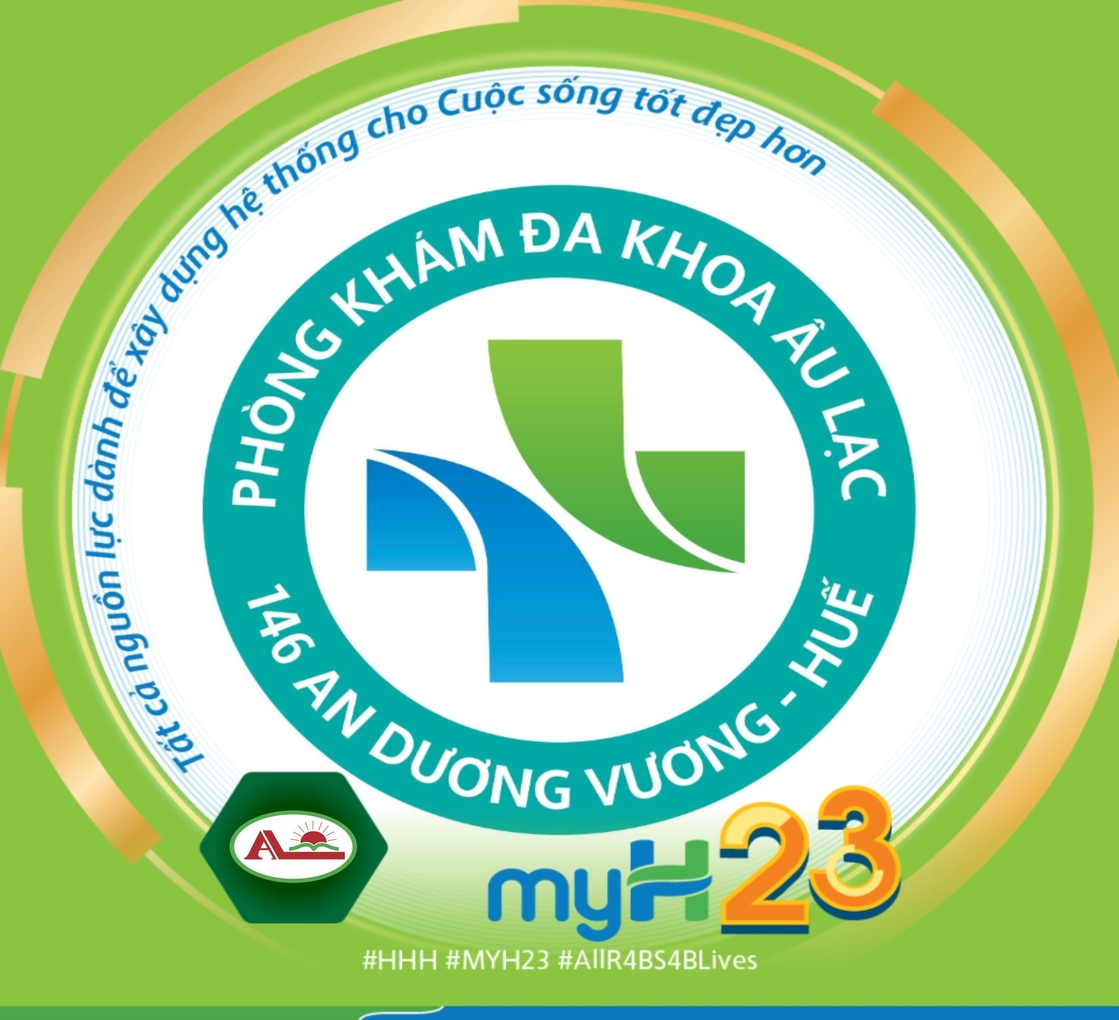 Tất cả nguồn lực dành để xây dựng hệ thống cho Cuộc sống tốt đẹp hơn
PHÒNG KHÁM ĐA KHOA ÂU LẠC
146 AN DƯƠNG VƯƠNG - HUẾ
AL
myH23
#HHH #MYH23 #AllR4BS4BLives